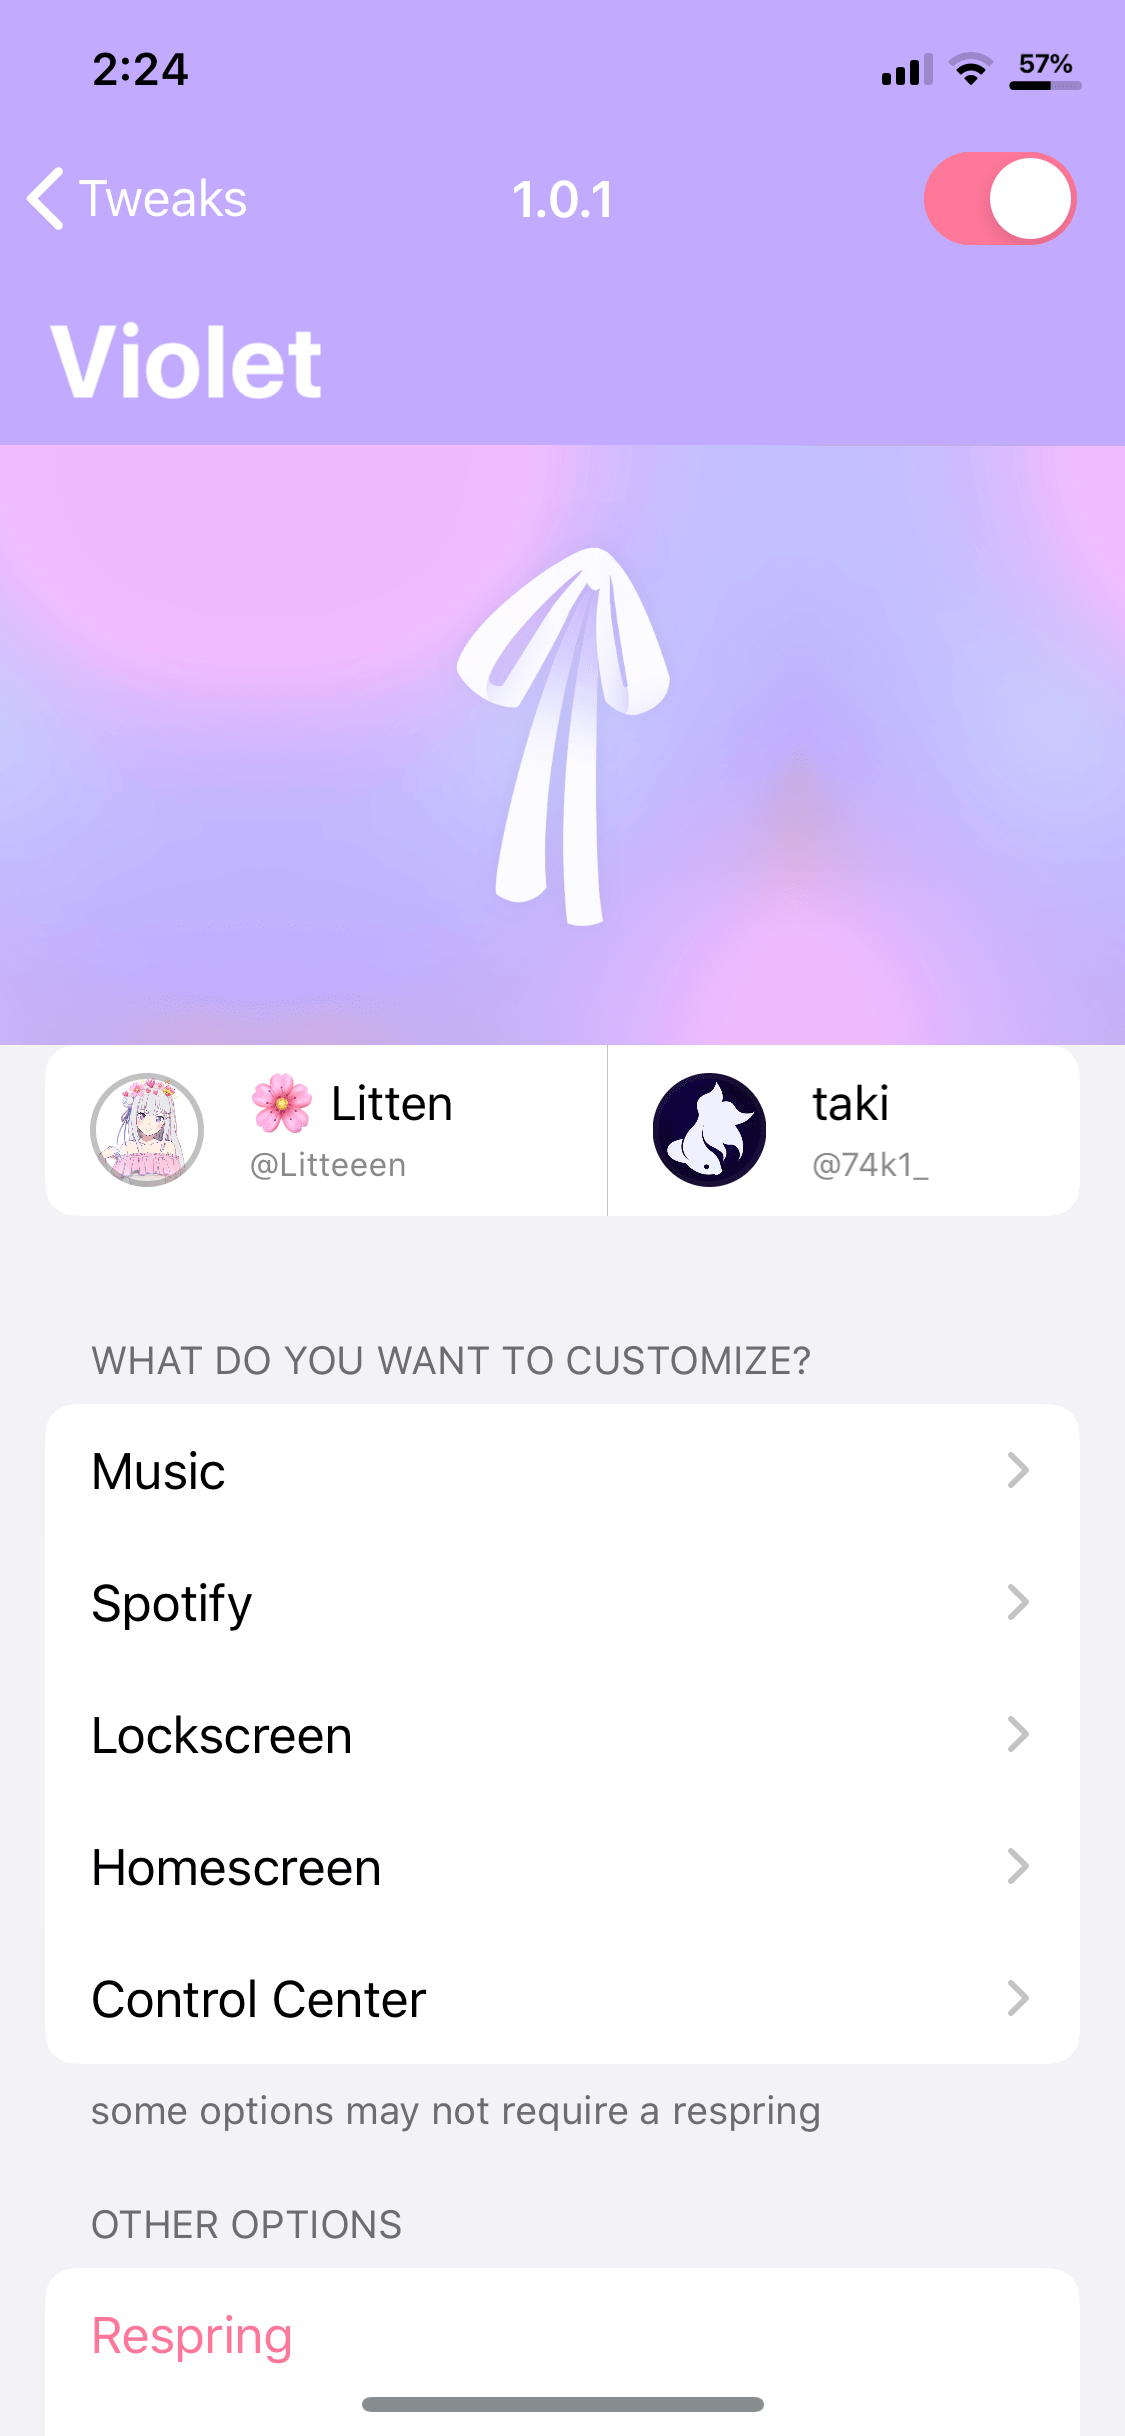 2:24
57%
Tweaks
1.0.1
Violet
🌸 Litten
@Litteeen
taki
@74k1_
WHAT DO YOU WANT TO CUSTOMIZE?
Music
Spotify
Lockscreen
Homescreen
Control Center
some options may not require a respring
OTHER OPTIONS
Respring